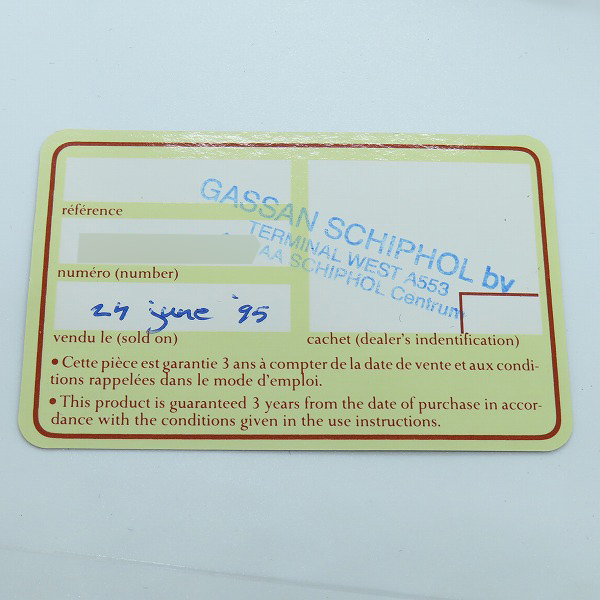 GASSAN SCHIPHOL bv
TERMINAL WEST A553
AA SCHIPHOL Centrum
référence
numéro (number)
24 june '95
vendu le (sold on)
cachet (dealer's indentification)
• Cette pièce est garantie 3 ans à compter de la date de vente et aux condi-
tions rappelées dans le mode d'emploi.
• This product is guaranteed 3 years from the date of purchase in accor-
dance with the conditions given in the use instructions.